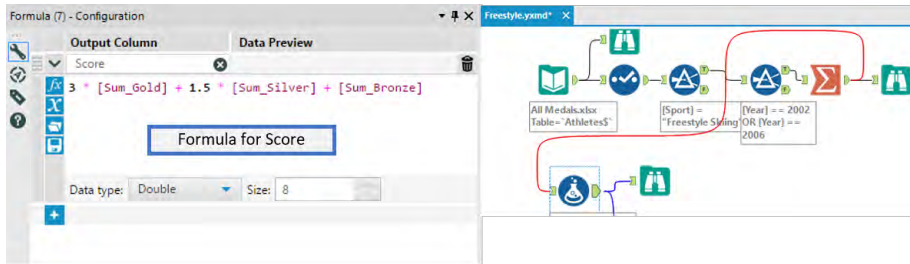 Formula (7) - Configuration
Output Column
Data Preview
Score
3 * [Sum_Gold] + 1.5 * [Sum_Silver] + [Sum_Bronze]
Formula for Score
Data type: Double
Size: 8
Freestyle.yxmd*
All Medals.xlsx
Table=`Athletes$`
[Sport] =
"Freestyle Skiing"
[Year] == 2002
OR [Year] ==
2006